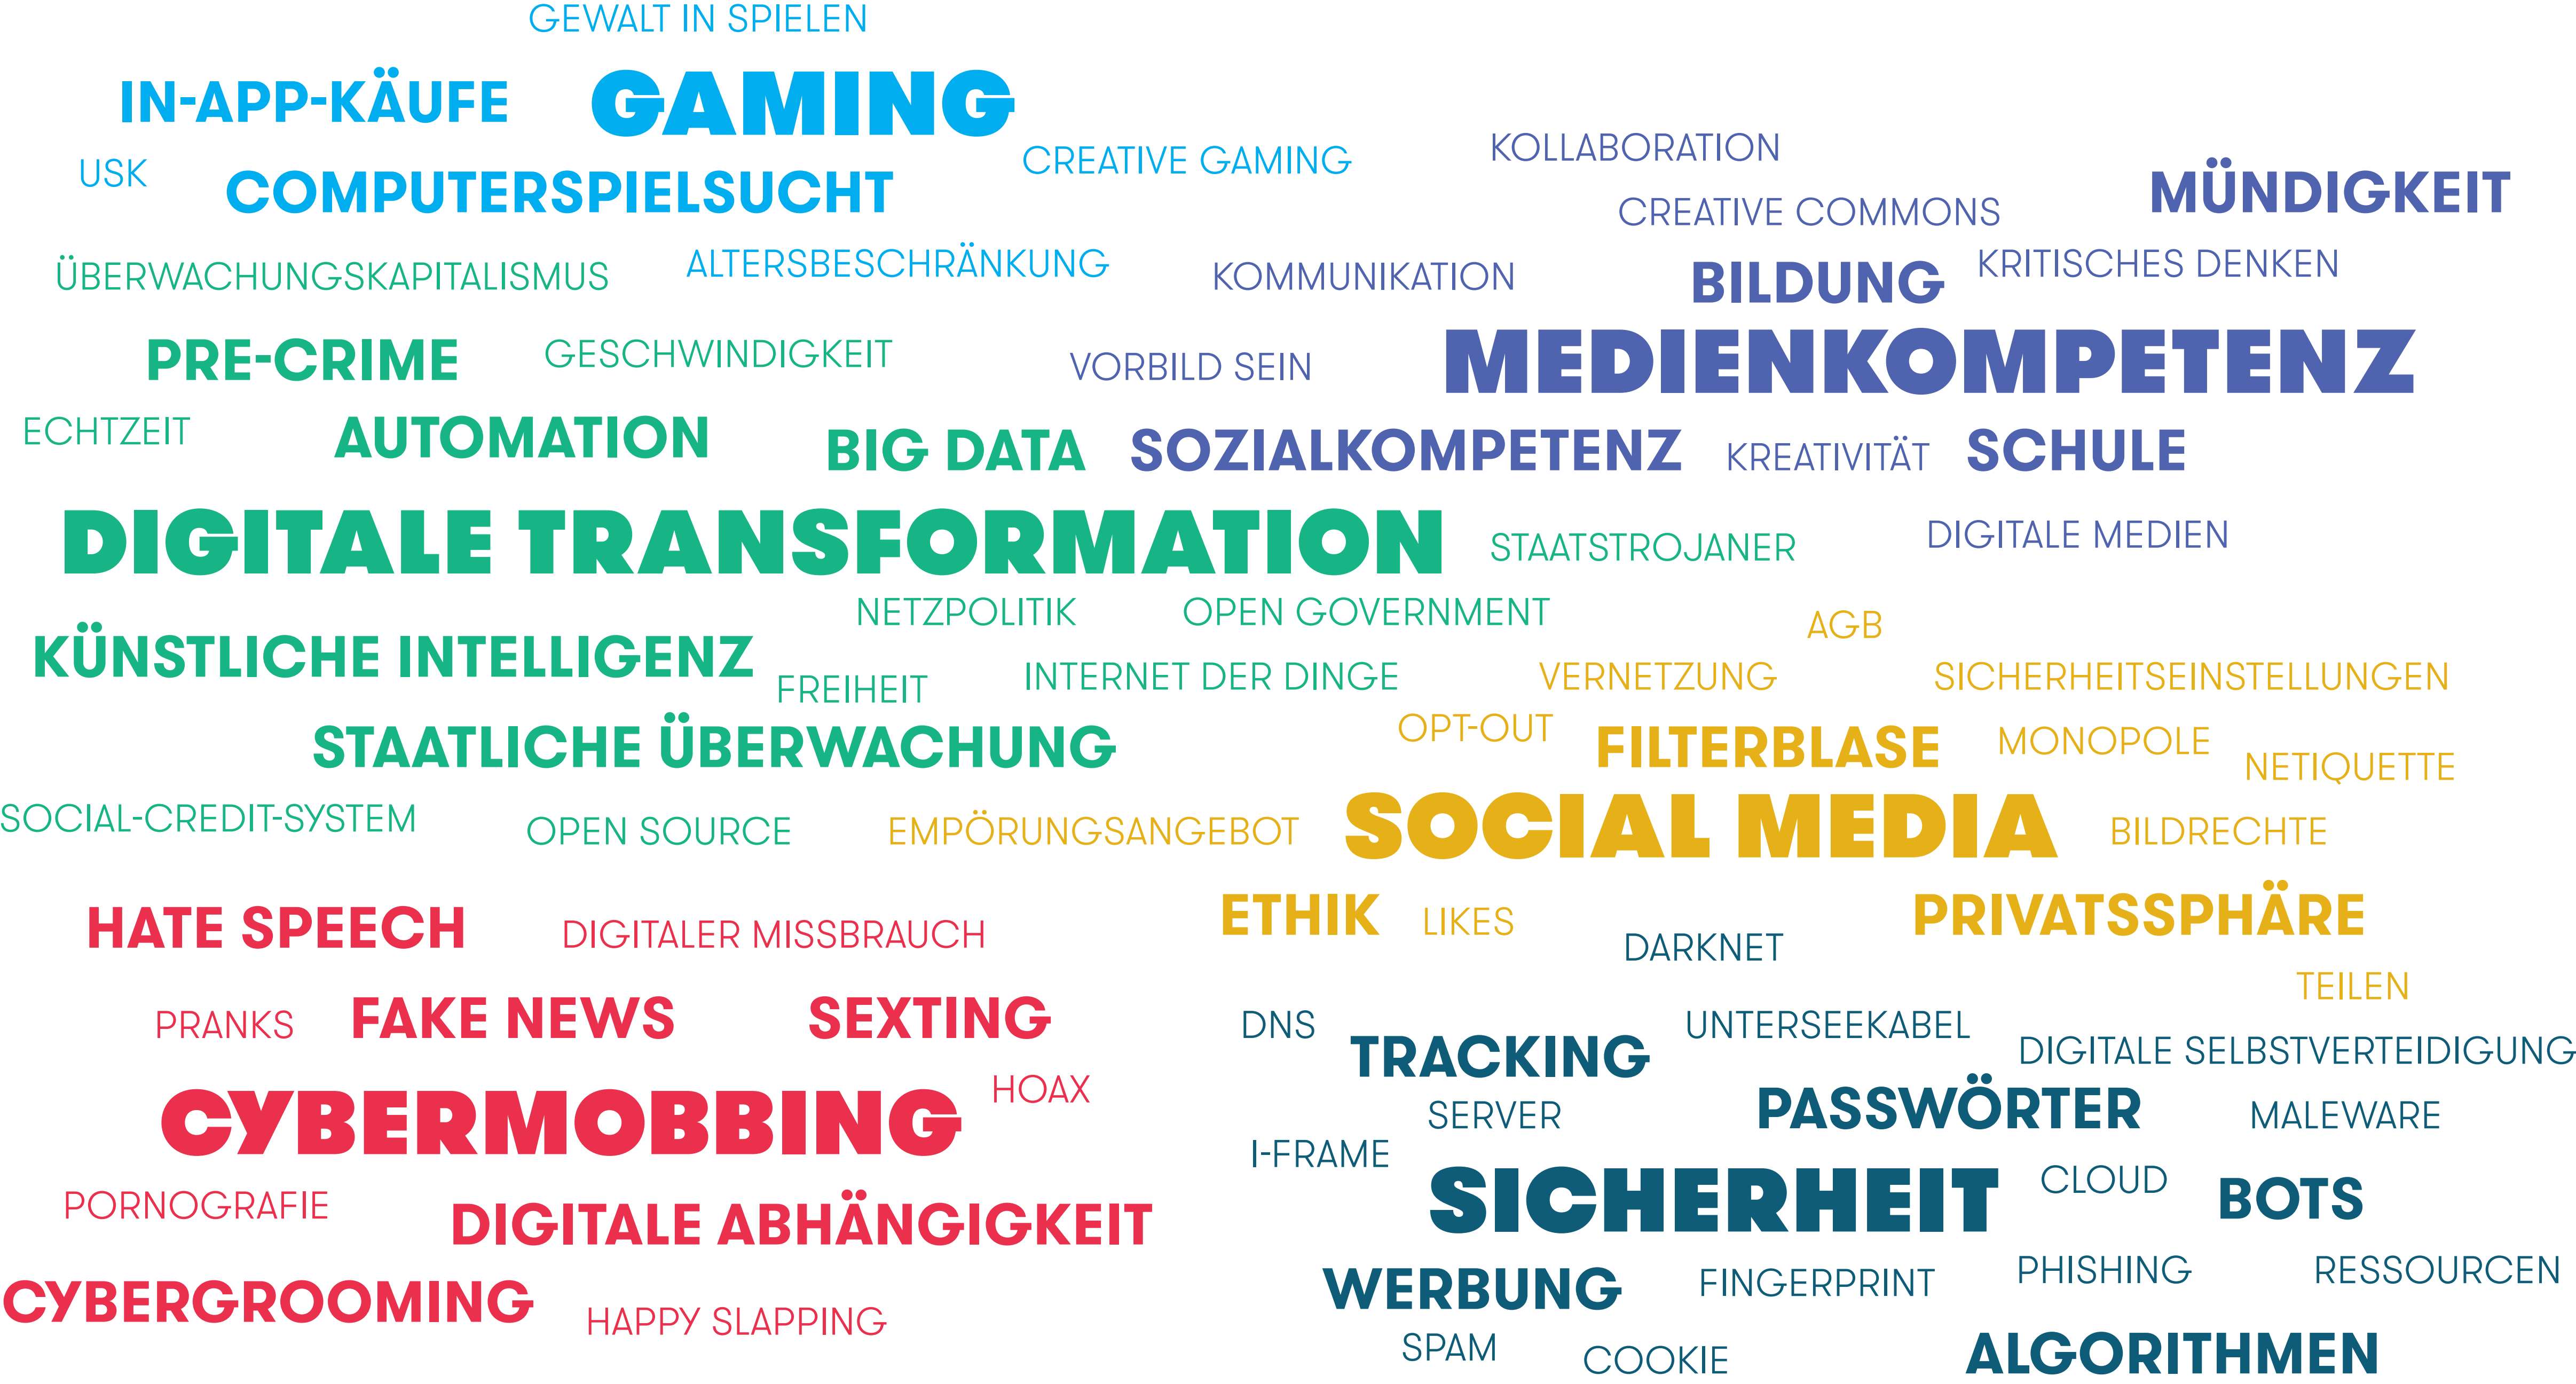 GEWALT IN SPIELEN
IN-APP-KÄUFE
GAMING
USK
COMPUTERSPIELSUCHT
CREATIVE GAMING
ALTERSBESCHRÄNKUNG
KOLLABORATION
CREATIVE COMMONS
MÜNDIGKEIT
KOMMUNIKATION
BILDUNG
KRITISCHES DENKEN
VORBILD SEIN
MEDIENKOMPETENZ
SOZIALKOMPETENZ
KREATIVITÄT
SCHULE
DIGITALE MEDIEN
ÜBERWACHUNGSKAPITALISMUS
PRE-CRIME
GESCHWINDIGKEIT
ECHTZEIT
AUTOMATION
BIG DATA
DIGITALE TRANSFORMATION
STAATSTROJANER
NETZPOLITIK
OPEN GOVERNMENT
KÜNSTLICHE INTELLIGENZ
FREIHEIT
INTERNET DER DINGE
STAATLICHE ÜBERWACHUNG
SOCIAL-CREDIT-SYSTEM
OPEN SOURCE
AGB
VERNETZUNG
SICHERHEITSEINSTELLUNGEN
OPT-OUT
FILTERBLASE
MONOPOLE
NETIQUETTE
EMPÖRUNGSANGEBOT
SOCIAL MEDIA
BILDRECHTE
ETHIK
LIKES
PRIVATSSPHÄRE
TEILEN
HATE SPEECH
DIGITALER MISSBRAUCH
PRANKS
FAKE NEWS
SEXTING
CYBERMOBBING
HOAX
PORNOGRAFIE
DIGITALE ABHÄNGIGKEIT
CYBERGROOMING
HAPPY SLAPPING
DARKNET
DNS
TRACKING
UNTERSEEKABEL
DIGITALE SELBSTVERTEIDIGUNG
SERVER
PASSWÖRTER
MALEWARE
I-FRAME
SICHERHEIT
CLOUD
BOTS
WERBUNG
FINGERPRINT
PHISHING
RESSOURCEN
SPAM
COOKIE
ALGORITHMEN